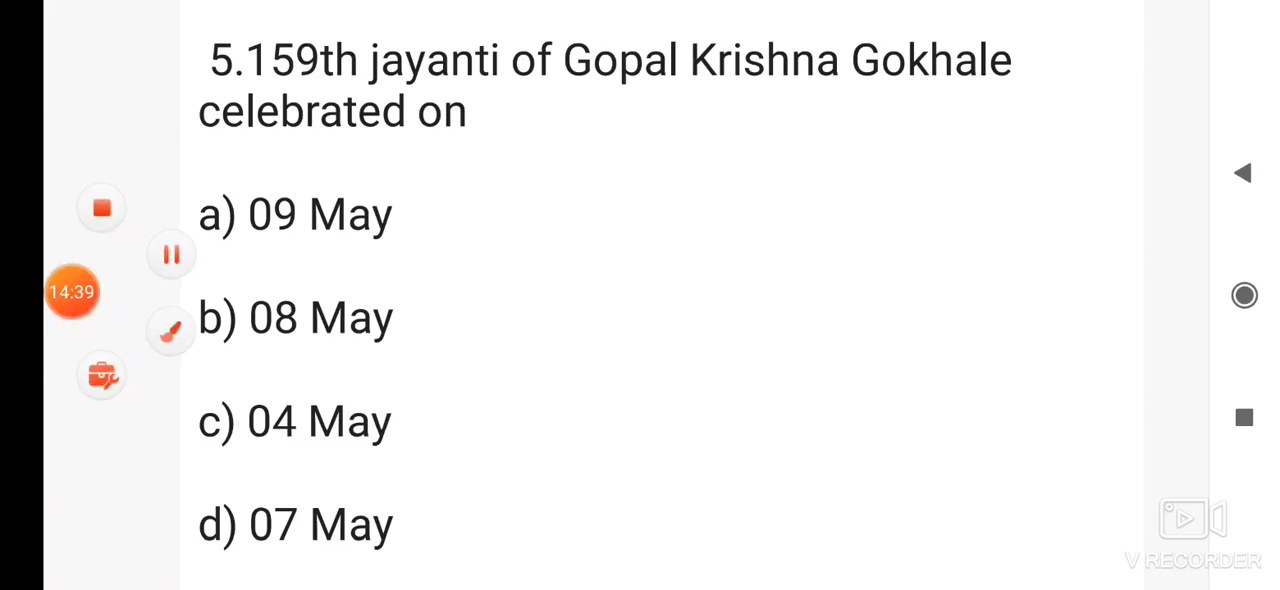 5.159th jayanti of Gopal Krishna Gokhale
celebrated on
a) 09 May
14:39
b) 08 May
c) 04 May
d) 07 May
V RECORDER